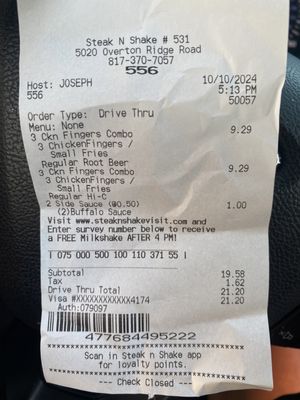 Steak N Shake # 531
5020 Overton Ridge Road
817-370-7057
556
Host: JOSEPH 10/10/2024
556 5:13 PM
50057
Order Type: Drive Thru
Menu: None
3 Ckn Fingers Combo 9.29
3 ChickenFingers /
Small Fries
Regular Root Beer
3 Ckn Fingers Combo 9.29
3 ChickenFingers /
Small Fries
Regular Hi-C
2 Side Sauce (@0.50) 1.00
(2)Buffalo Sauce
Visit www.steaknshakevisit.com and
Enter survey number below to receive
a FREE Milkshake AFTER 4 PM!
I 075 000 500 100 110 371 55 I
Subtotal 19.58
Tax 1.62
Drive Thru Total 21.20
Visa #XXXXXXXXXXXX4174 21.20
Auth:079097
477684495222
Scan in Steak n Shake app
for loyalty points.
--- Check Closed ---